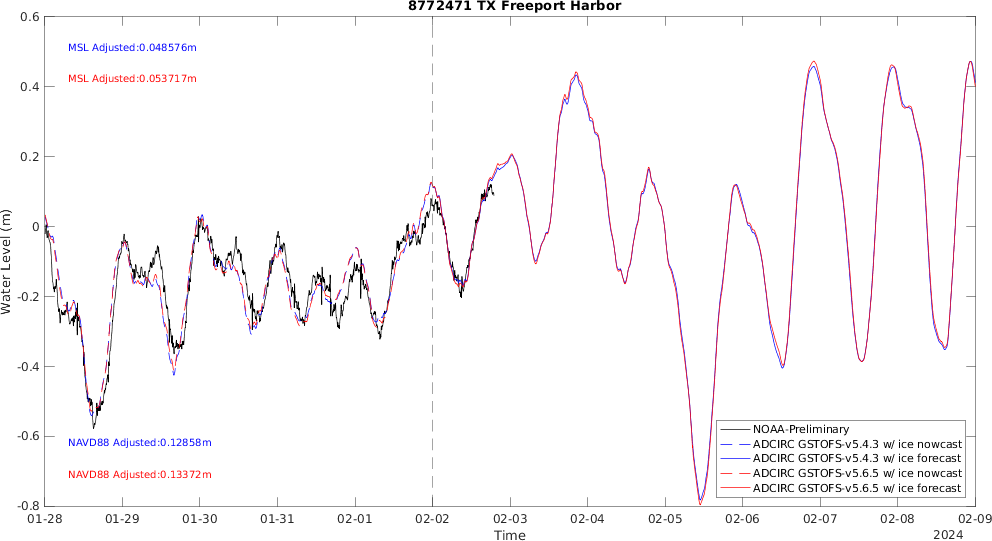 8772471 TX Freeport Harbor
0.6
MSL Adjusted:0.048576m
MSL Adjusted:0.053717m
0.4
0.2
0
-0.2
-0.4
-0.6
-0.8
Water Level (m)
NAVD88 Adjusted:0.12858m
NAVD88 Adjusted:0.13372m
NOAA-Preliminary
ADCIRC GSTOFS-v5.4.3 w/ ice nowcast
ADCIRC GSTOFS-v5.4.3 w/ ice forecast
ADCIRC GSTOFS-v5.6.5 w/ ice nowcast
ADCIRC GSTOFS-v5.6.5 w/ ice forecast
01-28 01-29 01-30 01-31 02-01 02-02 02-03 02-04 02-05 02-06 02-07 02-08 02-09
Time
2024